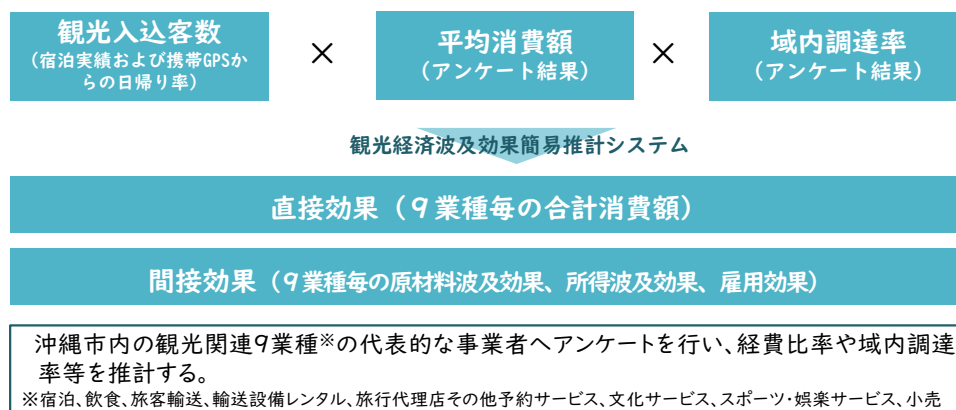 観光入込客数
（宿泊実績および携帯GPSか
らの日帰り率）
×
平均消費額
（アンケート結果）
×
域内調達率
（アンケート結果）
観光経済波及効果簡易推計システム
直接効果（９業種毎の合計消費額）
間接効果（９業種毎の原材料波及効果、所得波及効果、雇用効果）
沖縄市内の観光関連９業種※の代表的な事業者へアンケートを行い、経費比率や域内調達
率等を推計する。
※宿泊、飲食、旅客輸送、輸送設備レンタル、旅行代理店その他予約サービス、文化サービス、スポーツ・娯楽サービス、小売